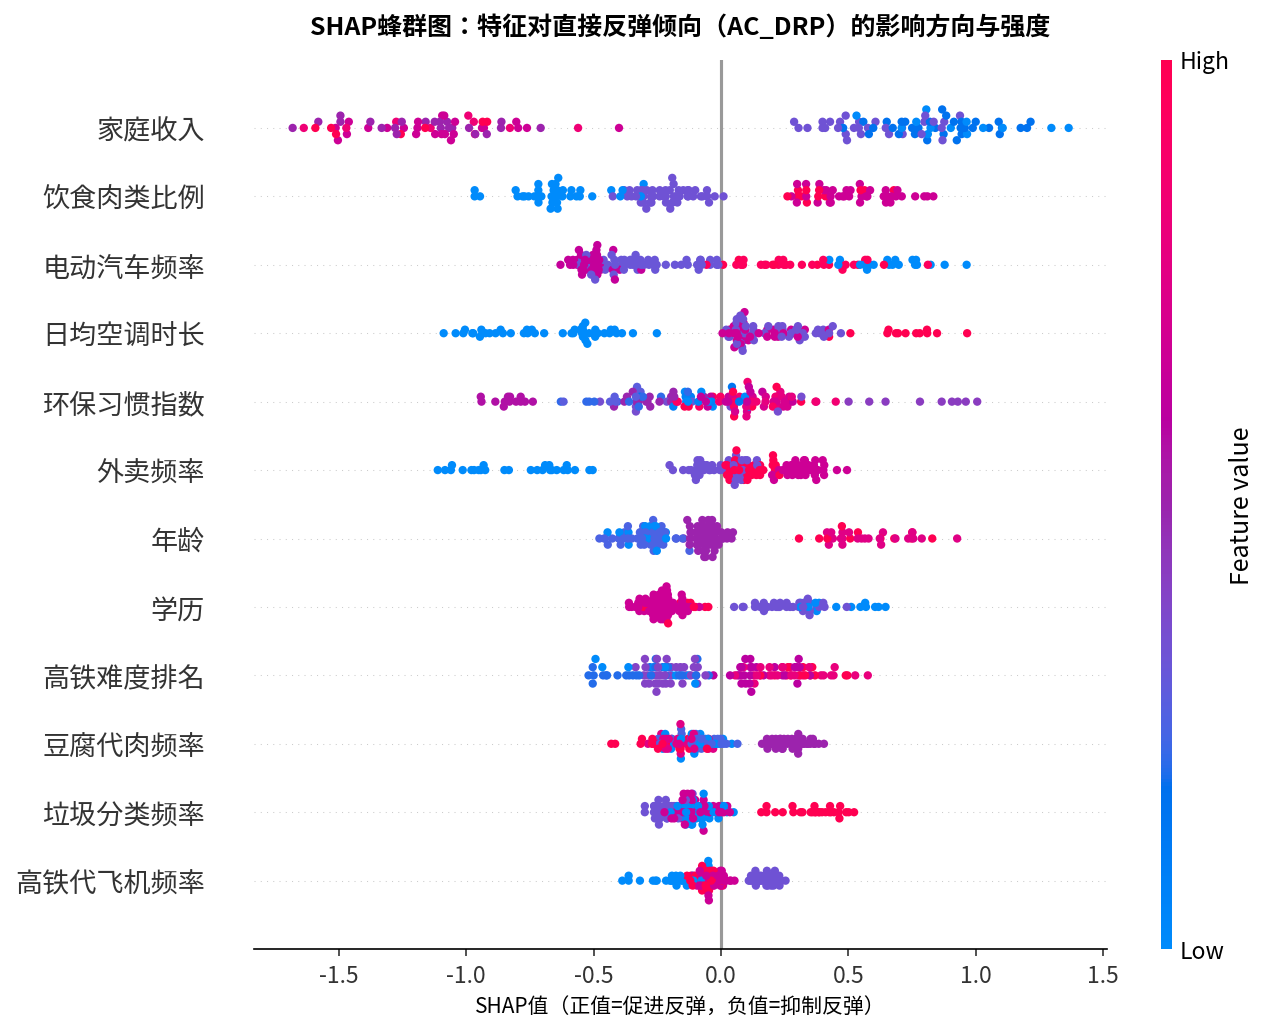 SHAP蜂群图：特征对直接反弹倾向（AC_DRP）的影响方向与强度
High
家庭收入
饮食肉类比例
电动汽车频率
日均空调时长
环保习惯指数
外卖频率
年龄
学历
高铁难度排名
豆腐代肉频率
垃圾分类频率
高铁代飞机频率
Feature value
Low
-1.5 -1.0 -0.5 0.0 0.5 1.0 1.5
SHAP值（正值=促进反弹，负值=抑制反弹）